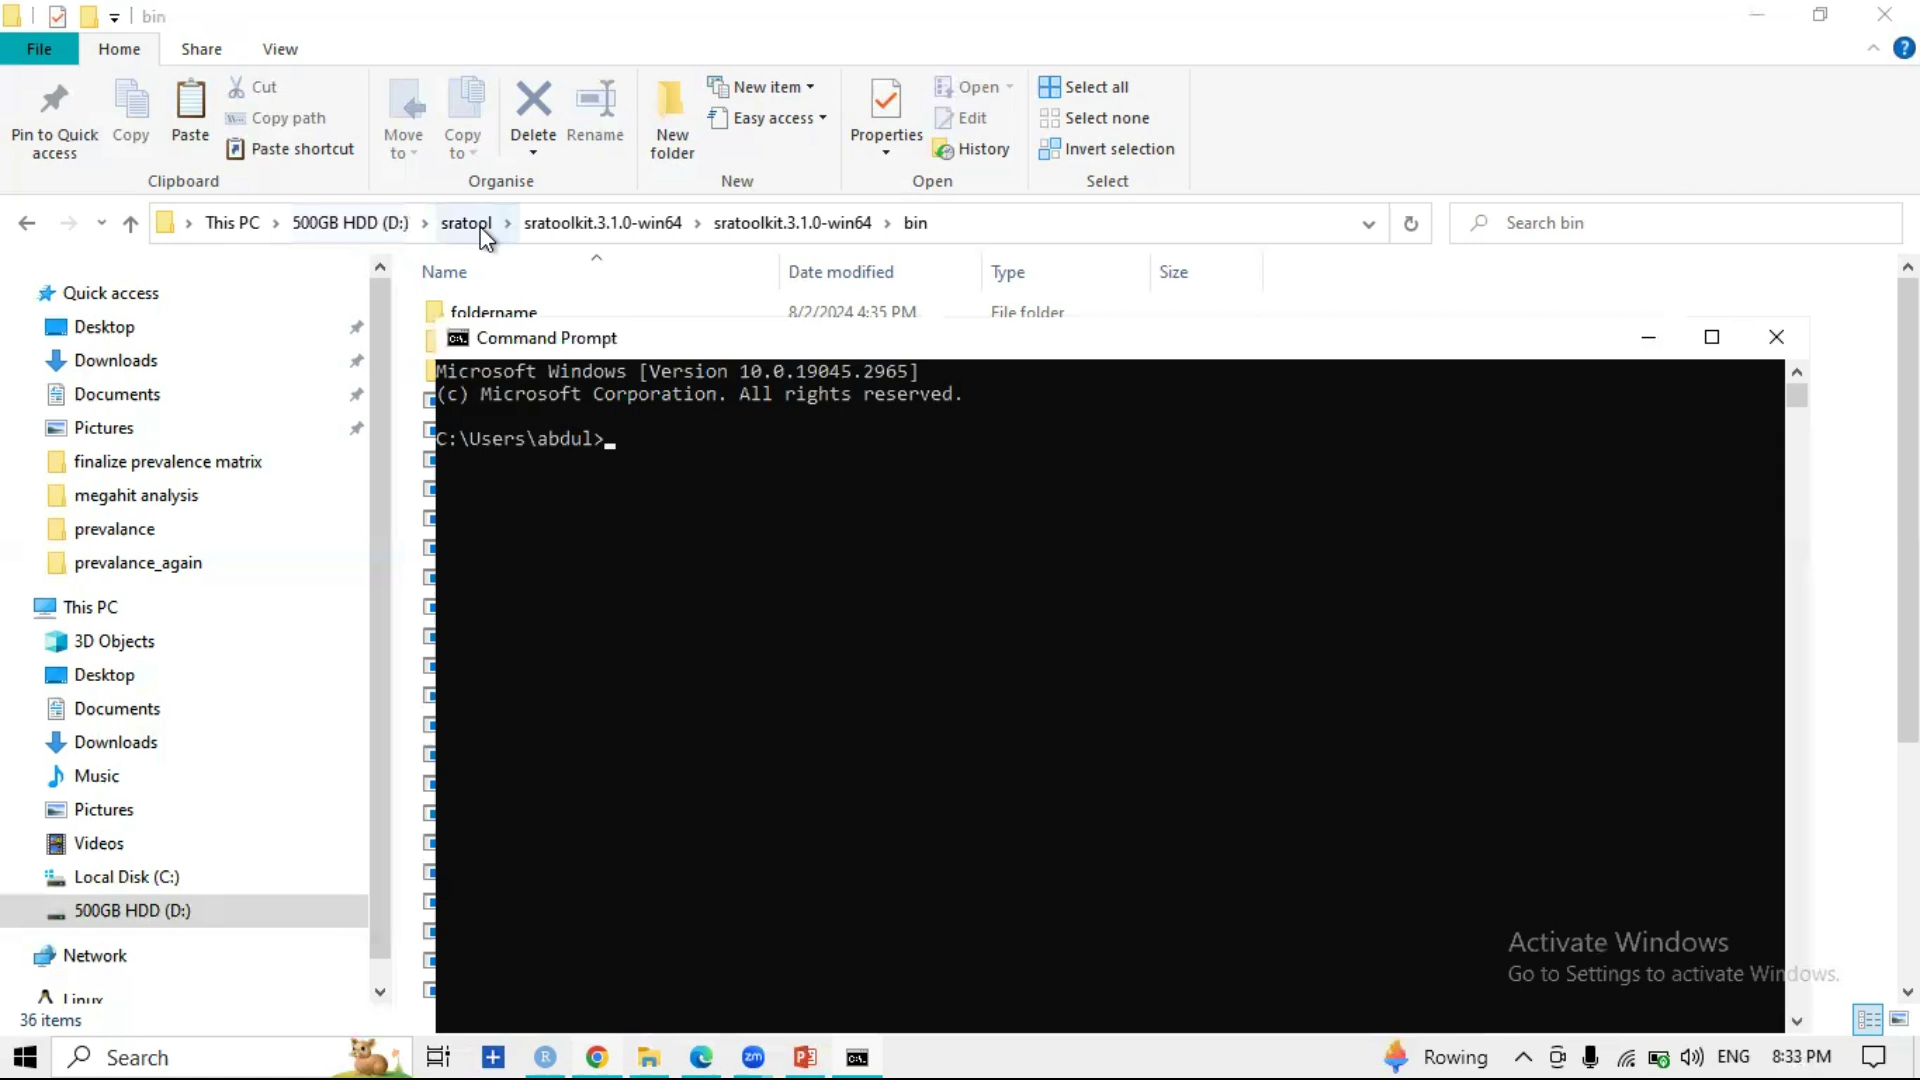 bin
File Home Share View
Pin to Quick access
Copy
Paste
Cut
Copy path
Paste shortcut
Clipboard
Move to
Copy to
Delete
Rename
Organise
New folder
New item
Easy access
New
Properties
Open
Edit
History
Open
Select all
Select none
Invert selection
Select
This PC 500GB HDD (D:) sratool sratoolkit.3.1.0-win64 sratoolkit.3.1.0-win64 bin
Search bin
Name Date modified Type Size
foldername 8/2/2024 4:35 PM File folder
Quick access
Desktop
Downloads
Documents
Pictures
finalize prevalence matrix
megahit analysis
prevalance
prevalance_again
This PC
3D Objects
Desktop
Documents
Downloads
Music
Pictures
Videos
Local Disk (C:)
500GB HDD (D:)
Network
Linux
36 items
Command Prompt
Microsoft Windows [Version 10.0.19045.2965]
(c) Microsoft Corporation. All rights reserved.
C:\Users\abdul>
Activate Windows
Go to Settings to activate Windows.
Search
Rowing
ENG
8:33 PM